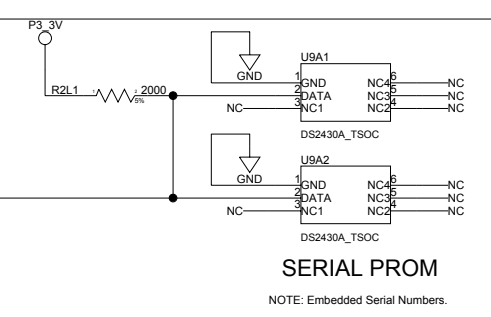 P3_3V
R2L1 1 2 2000
5%
GND
U9A1
1 GND NC4 6 NC
2 DATA NC3 5 NC
NC 3 NC1 NC2 4 NC
DS2430A_TSOC
GND
U9A2
1 GND NC4 6 NC
2 DATA NC3 5 NC
NC 3 NC1 NC2 4 NC
DS2430A_TSOC
SERIAL PROM
NOTE: Embedded Serial Numbers.